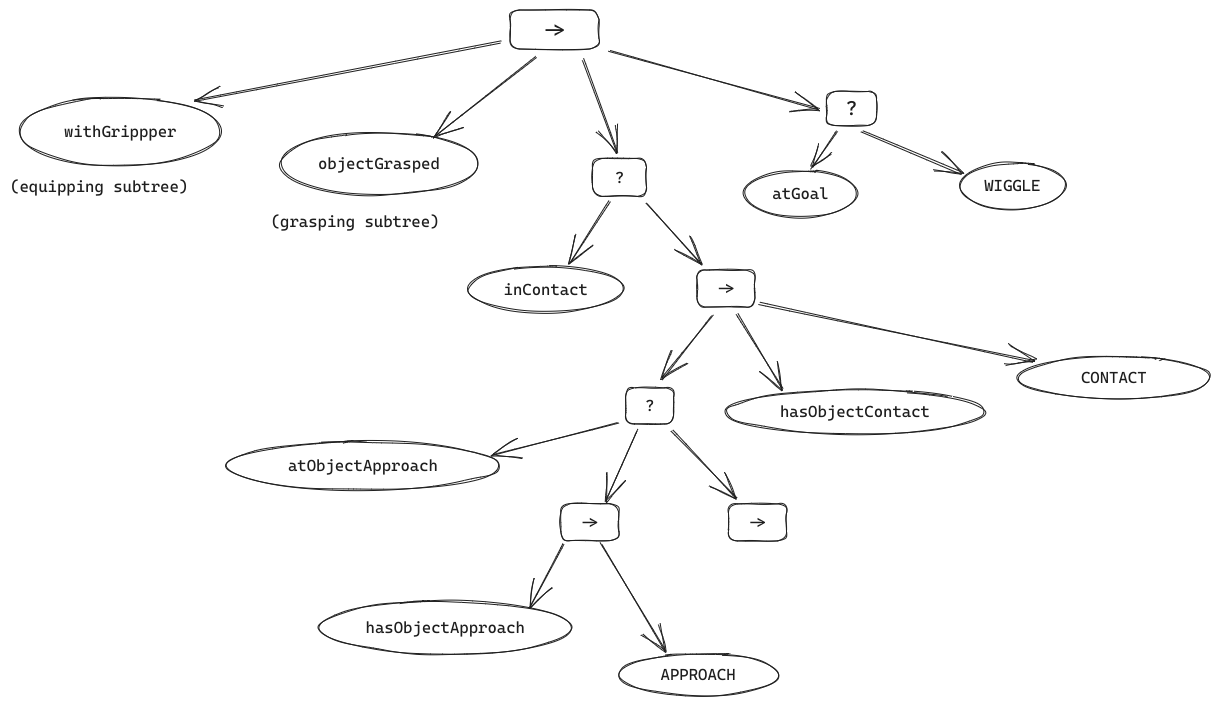 →
?
withGrippper
objectGrasped
?
atGoal
WIGGLE
(equipping subtree)
(grasping subtree)
inContact
→
CONTACT
?
hasObjectContact
atObjectApproach
→
→
hasObjectApproach
APPROACH